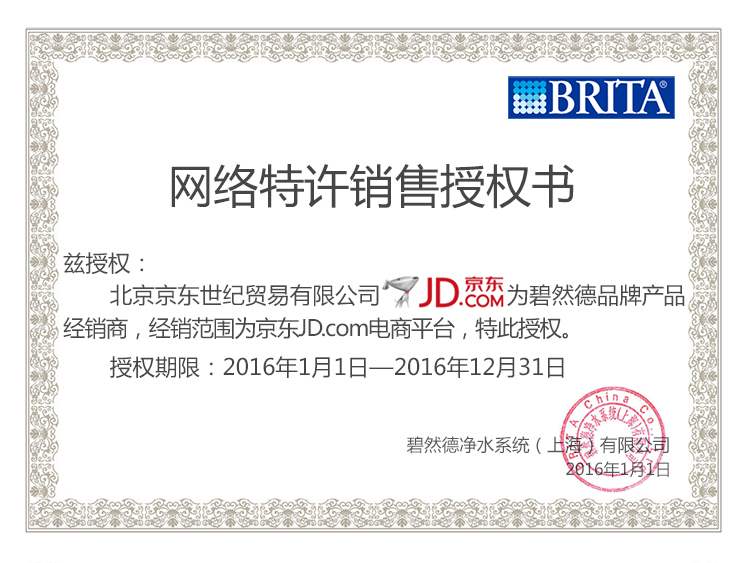 BRITA®
网络特许销售授权书
兹授权：
北京京东世纪贸易有限公司 JD.COM 京东 为碧然德品牌产品
经销商，经销范围为京东JD.com电商平台，特此授权。
授权期限：2016年1月1日—2016年12月31日
碧然德净水系统（上海）有限公司
2016年1月1日
BRITA China Co.
净水系统(上海)有限公司